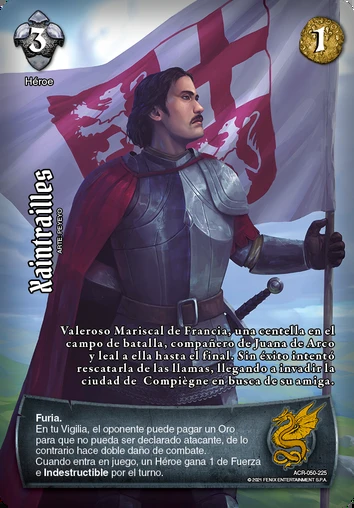 3
1
Héroe
Xaintrailles
ARTE: PEYEYO
Valeroso Mariscal de Francia, una centella en el
campo de batalla, compañero de Juana de Arco
y leal a ella hasta el final. Sin éxito intentó
rescatarla de las llamas, llegando a invadir la
ciudad de Compiègne en busca de su amiga.
Furia.
En tu Vigilia, el oponente puede pagar un Oro
para que no pueda ser declarado atacante, de lo
contrario hace doble daño de combate.
Cuando entra en juego, un Héroe gana 1 de Fuerza
e Indestructible por el turno.
ACR-050-225
© 2021 FENIX ENTERTAINMENT S.P.A.